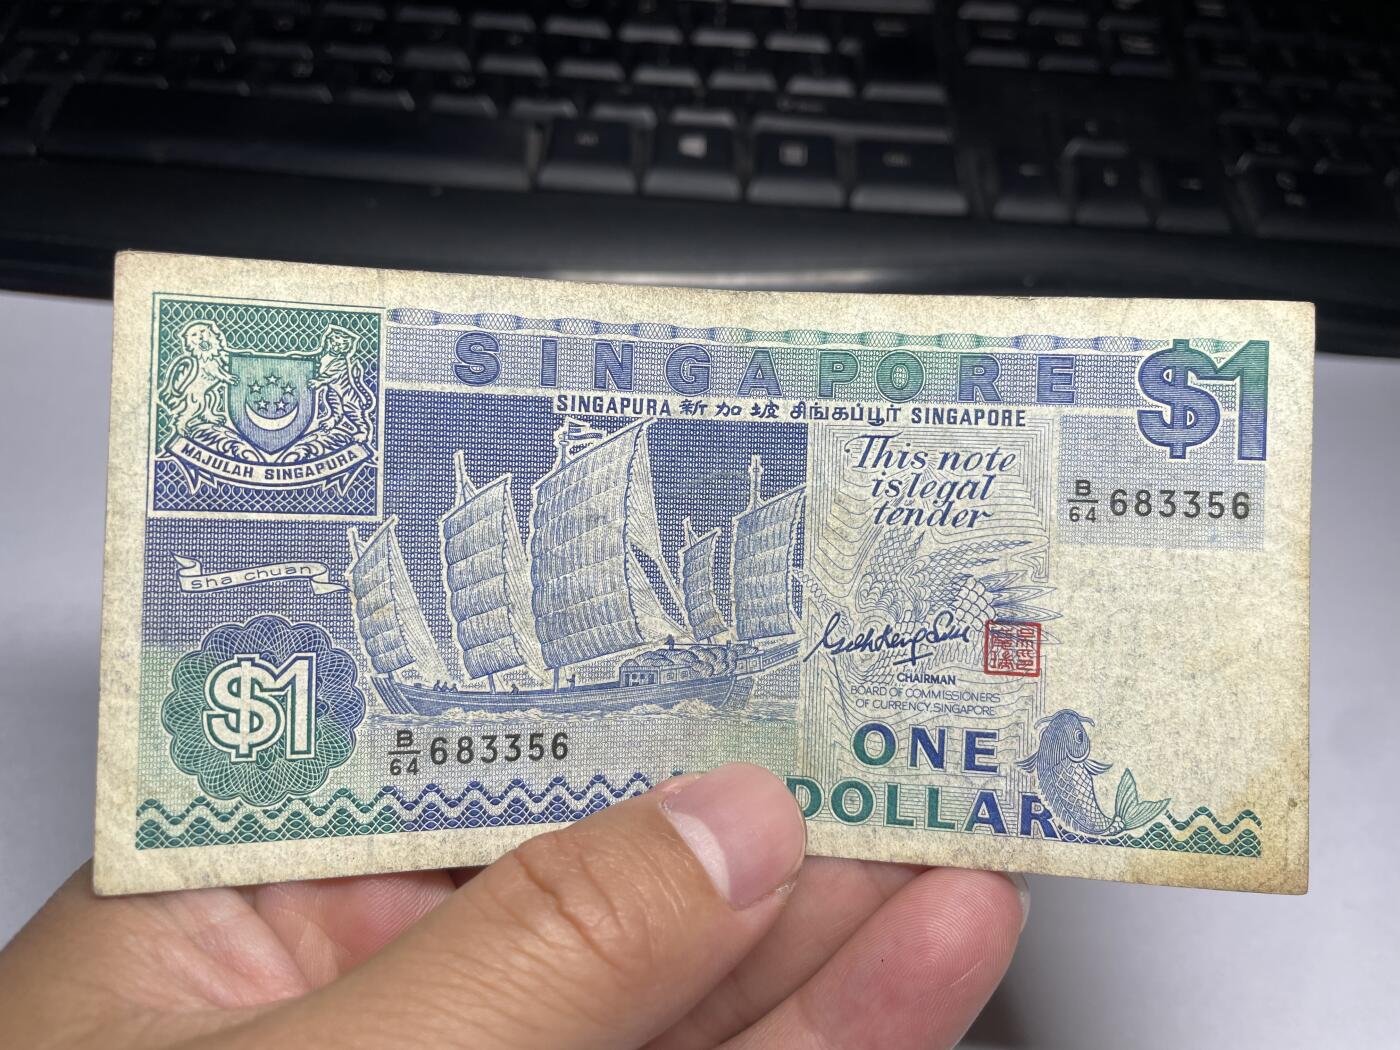 SINGAPORE
$1
SINGAPURA 新加坡 சிங்கப்பூர் SINGAPORE
MAJULAH SINGAPURA
This note
is legal
tender
B/64 683356
sha chuan
$1
CHAIRMAN
BOARD OF COMMISSIONERS
OF CURRENCY, SINGAPORE
B/64 683356
ONE
DOLLAR